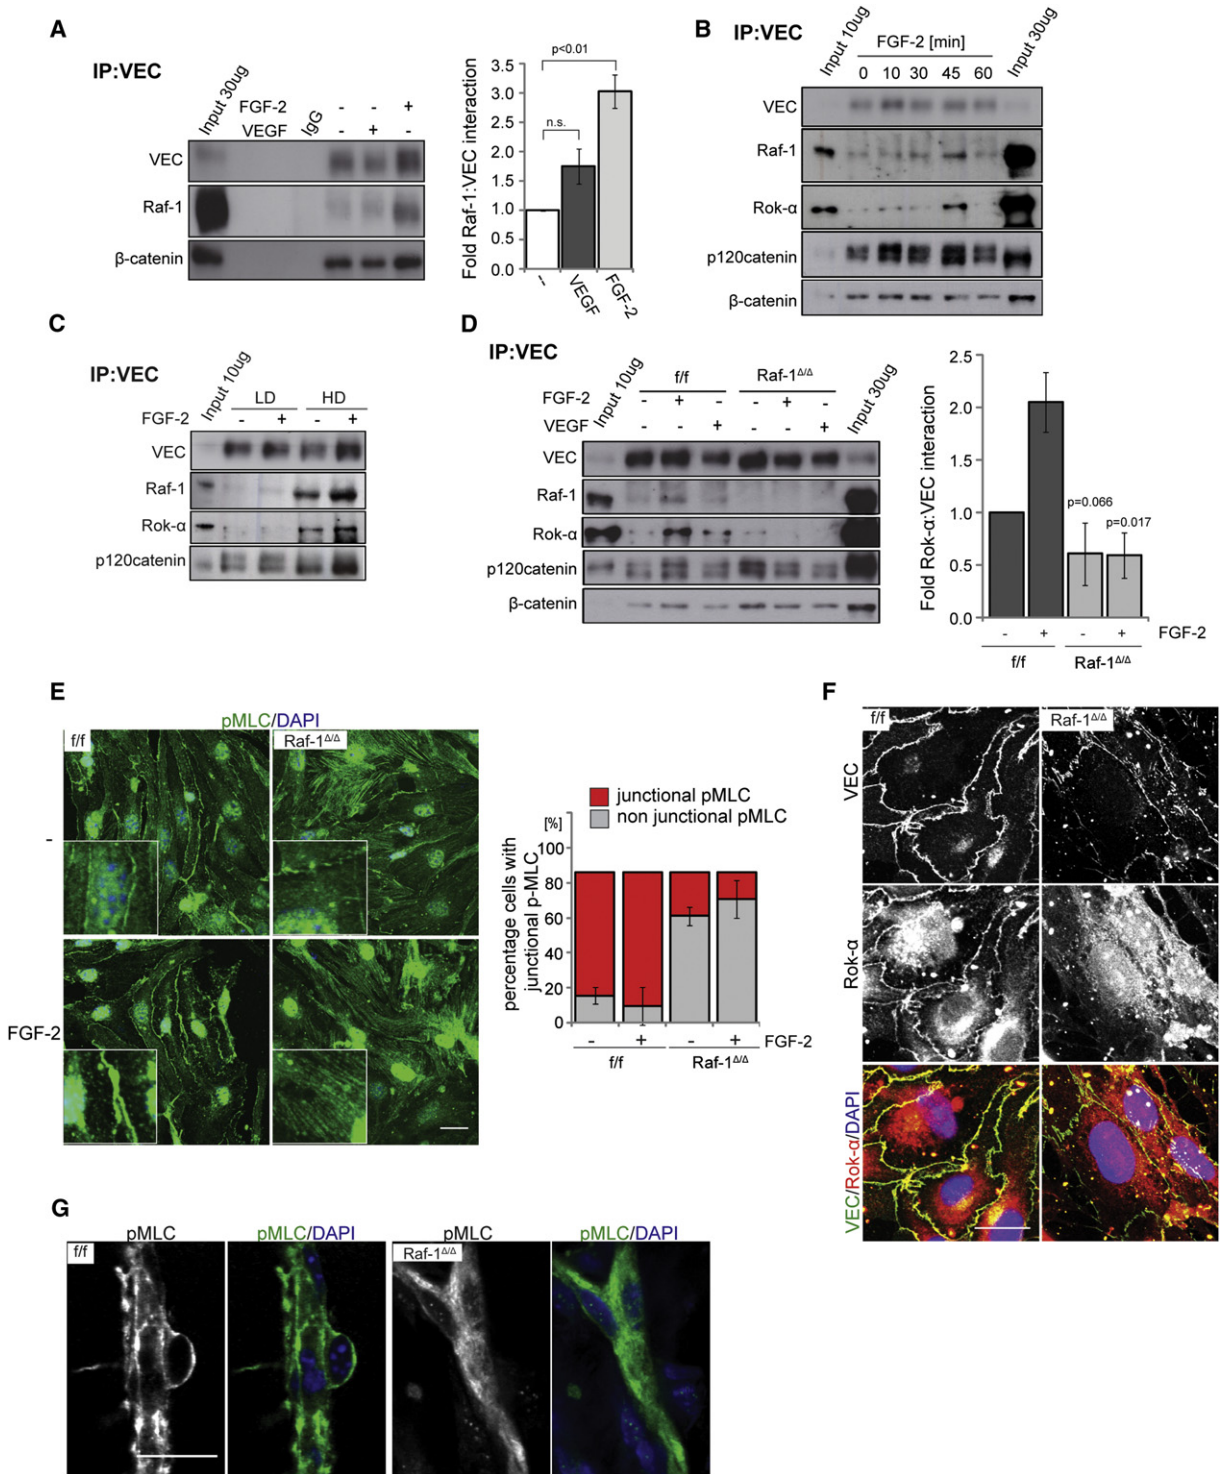 A
IP:VEC
Input 30ug
FGF-2 - - +
VEGF IgG - + -
VEC
Raf-1
β-catenin
p<0.01
n.s.
Fold Raf-1:VEC interaction
3.5
3.0
2.5
2.0
1.5
1.0
0.5
0.0
- VEGF FGF-2
B
IP:VEC
Input 10ug
FGF-2 [min]
Input 30ug
0 10 30 45 60
VEC
Raf-1
Rok-α
p120catenin
β-catenin
C
IP:VEC
Input 10ug
LD HD
FGF-2 - + - +
VEC
Raf-1
Rok-α
p120catenin
D
IP:VEC
Input 10ug
f/f Raf-1Δ/Δ
Input 30ug
FGF-2 - + - - + -
VEGF - - + - - +
VEC
Raf-1
Rok-α
p120catenin
β-catenin
Fold Rok-α:VEC interaction
2.5
2.0
1.5
1.0
0.5
0.0
p=0.066
p=0.017
- + - + FGF-2
f/f Raf-1Δ/Δ
E
pMLC/DAPI
f/f
Raf-1Δ/Δ
-
FGF-2
junctional pMLC
non junctional pMLC
[%]
percentage cells with
junctional p-MLC
100
80
60
40
20
0
- + - + FGF-2
f/f Raf-1Δ/Δ
F
f/f
Raf-1Δ/Δ
VEC
Rok-α
VEC/Rok-α/DAPI
G
pMLC pMLC/DAPI pMLC pMLC/DAPI
f/f
Raf-1Δ/Δ